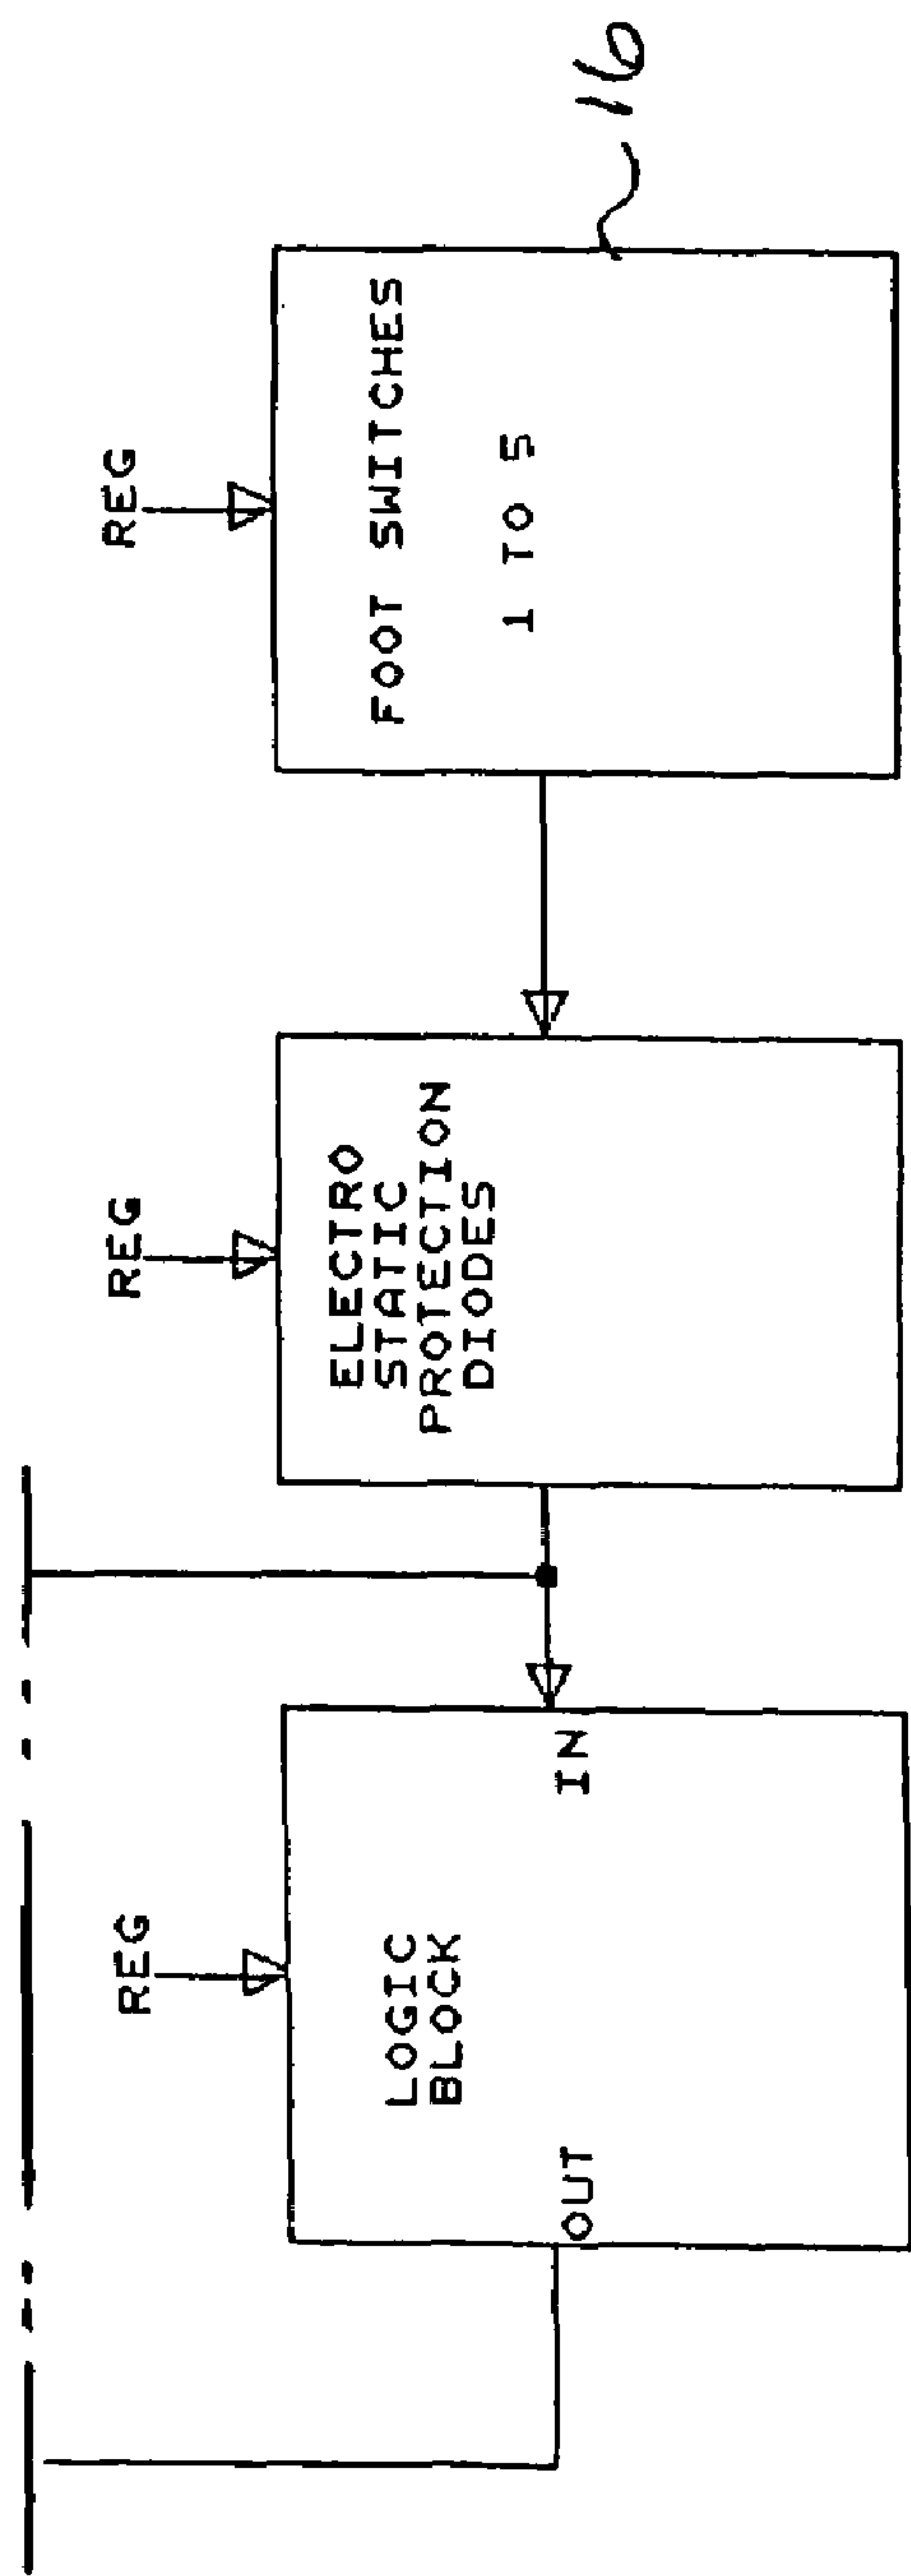 REG
LOGIC
BLOCK
IN
OUT
REG
ELECTRO
STATIC
PROTECTION
DIODES
REG
FOOT SWITCHES
1 TO 5
16